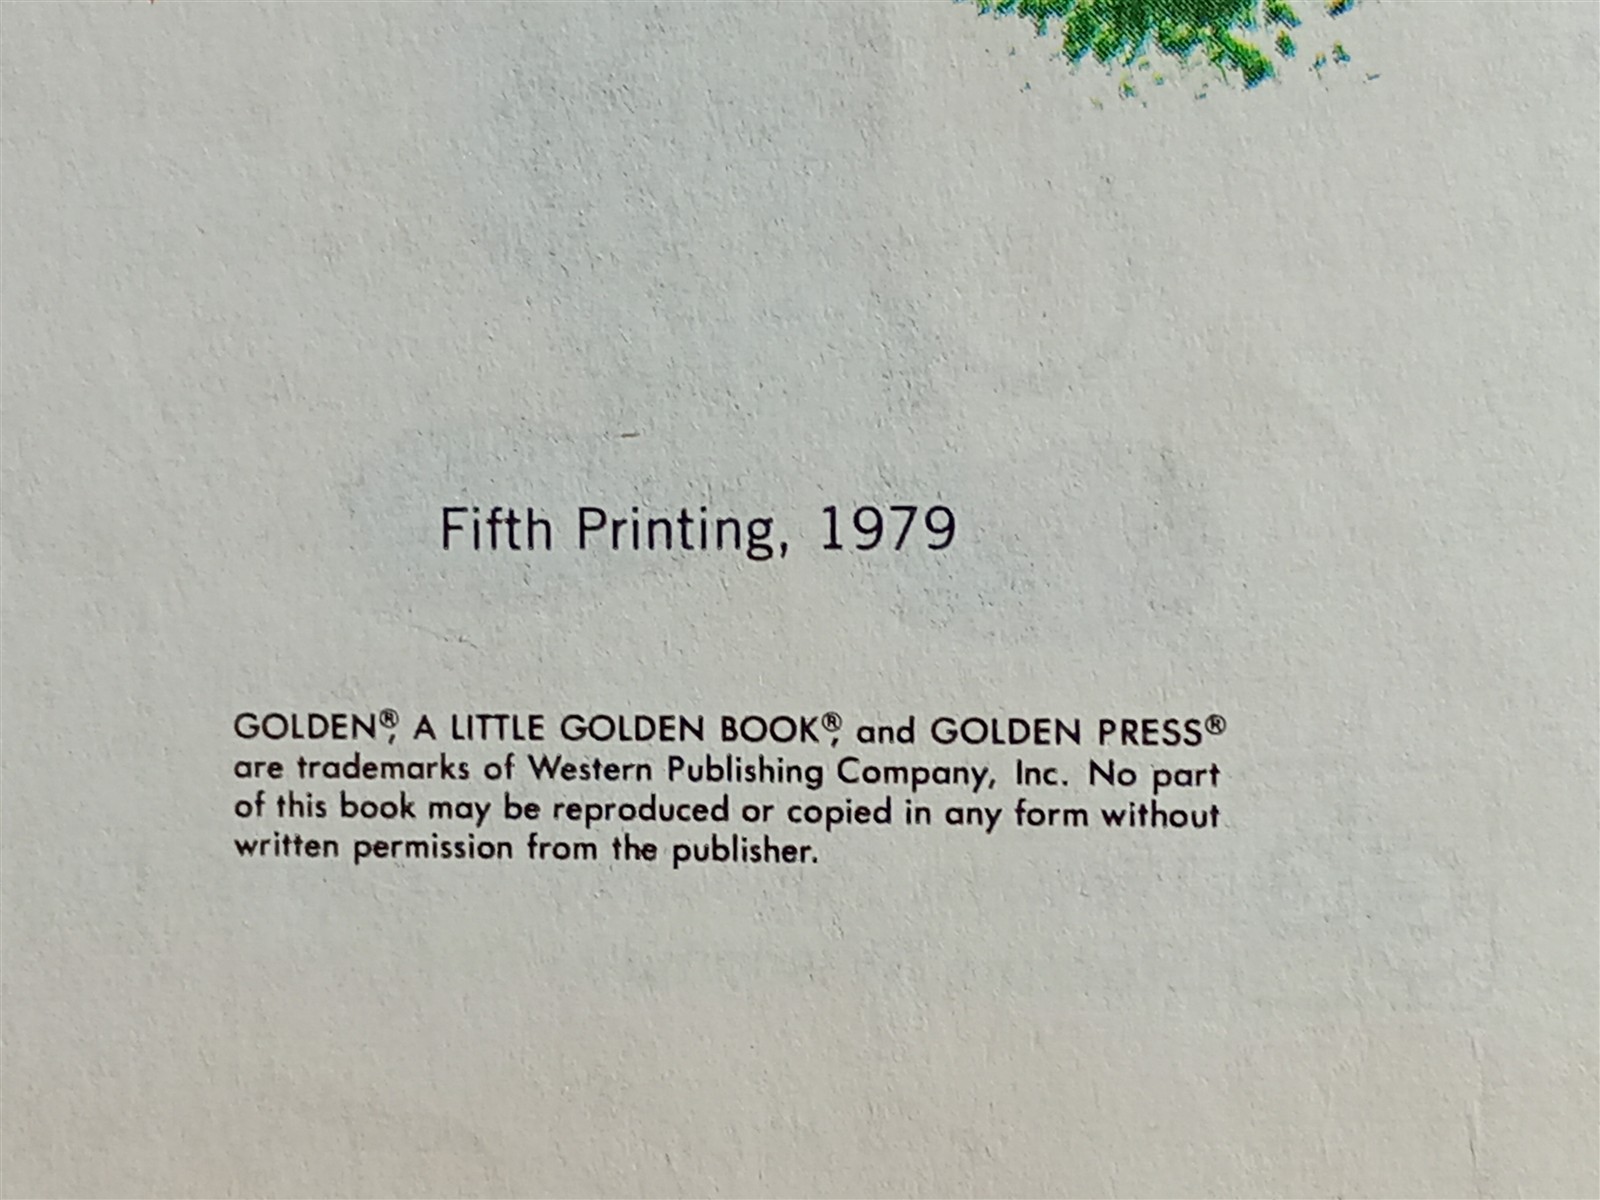 Fifth Printing, 1979
GOLDEN®, A LITTLE GOLDEN BOOK®, and GOLDEN PRESS®
are trademarks of Western Publishing Company, Inc. No part
of this book may be reproduced or copied in any form without
written permission from the publisher.